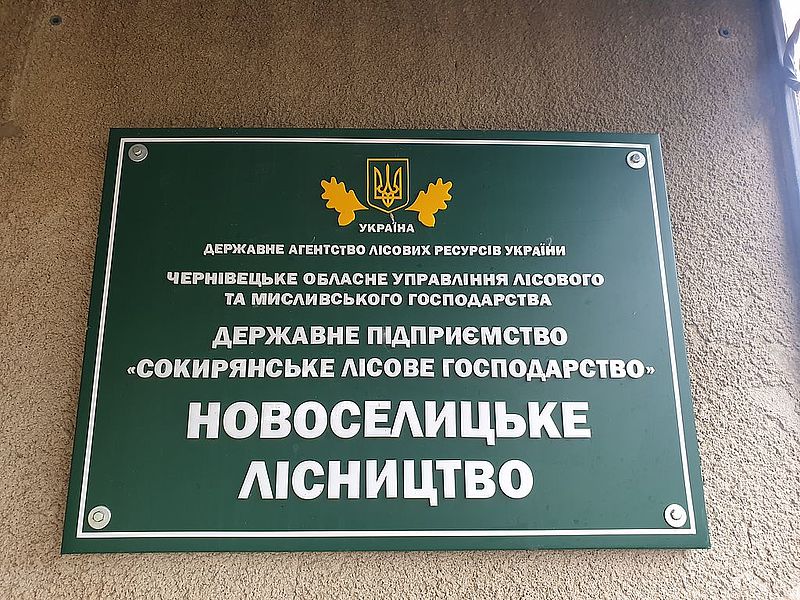 УКРАЇНА
ДЕРЖАВНЕ АГЕНТСТВО ЛІСОВИХ РЕСУРСІВ УКРАЇНИ
ЧЕРНІВЕЦЬКЕ ОБЛАСНЕ УПРАВЛІННЯ ЛІСОВОГО
ТА МИСЛИВСЬКОГО ГОСПОДАРСТВА
ДЕРЖАВНЕ ПІДПРИЄМСТВО
«СОКИРЯНСЬКЕ ЛІСОВЕ ГОСПОДАРСТВО»
НОВОСЕЛИЦЬКЕ
ЛІСНИЦТВО